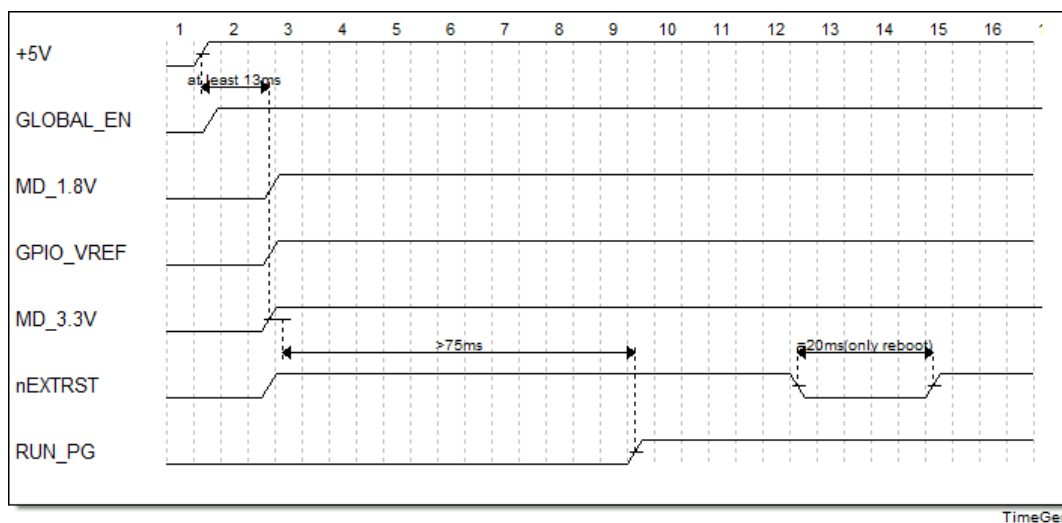 1 2 3 4 5 6 7 8 9 10 11 12 13 14 15 16
+5V
at least 13ms
GLOBAL_EN
MD_1.8V
GPIO_VREF
MD_3.3V
>75ms
=20ms(only reboot)
nEXTRST
RUN_PG
TimeGe